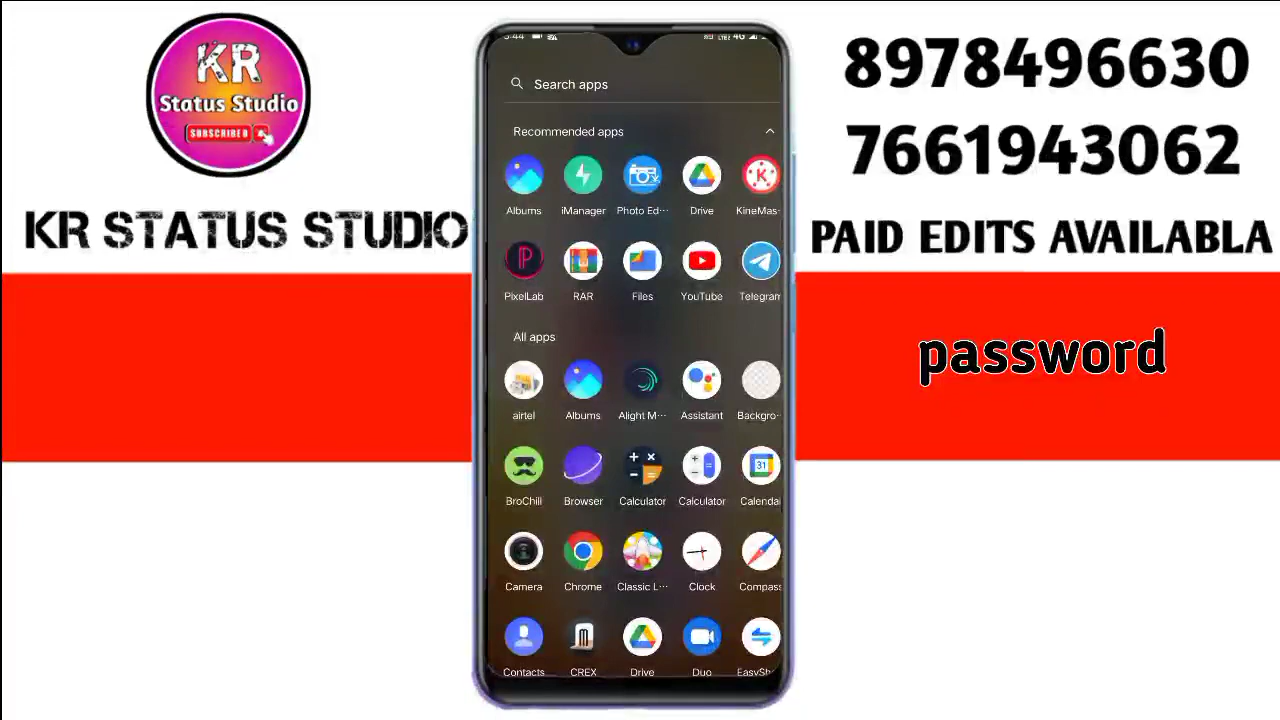 KR
Status Studio
SUBSCRIBED
KR STATUS STUDIO
8978496630
7661943062
PAID EDITS AVAILABLA
password
Search apps
Recommended apps
Albums iManager Photo Ed··· Drive KineMas·
PixelLab RAR Files YouTube Telegram
All apps
airtel Albums Alight M··· Assistant Backgro··
31
BroChill Browser Calculator Calculator Calendar
Camera Chrome Classic L··· Clock Compass
Contacts CREX Drive Duo EasySh